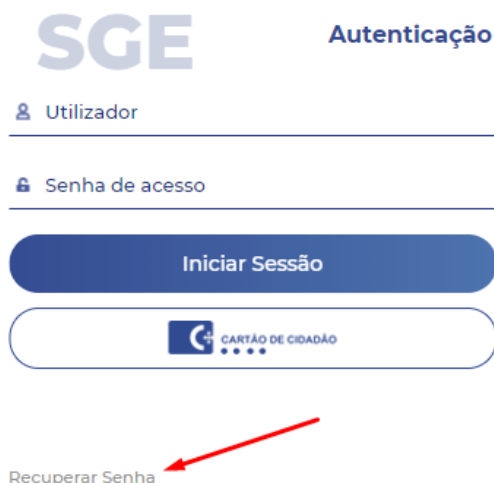 SGE
Autenticação
Utilizador
Senha de acesso
Iniciar Sessão
CARTÃO DE CIDADÃO
Recuperar Senha